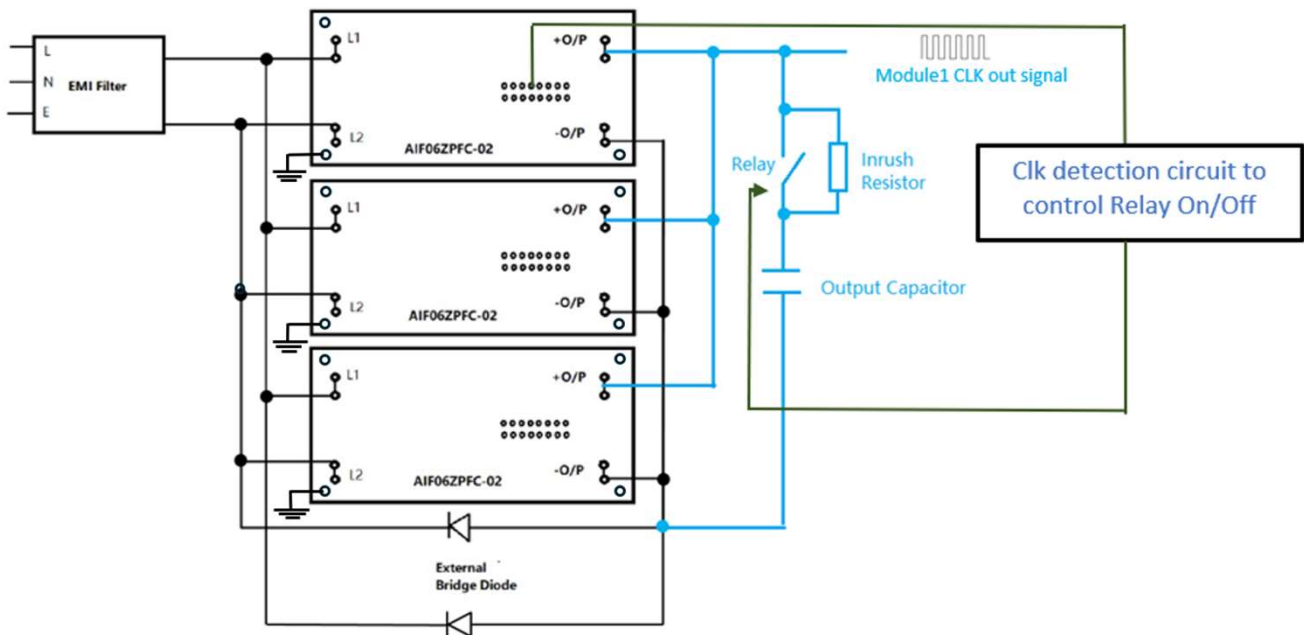 L
N
E
EMI Filter
L1
+O/P
L2
-O/P
AIF06ZPFC-02
L1
+O/P
L2
-O/P
AIF06ZPFC-02
L1
+O/P
L2
-O/P
AIF06ZPFC-02
External
Bridge Diode
Module1 CLK out signal
Relay
Inrush
Resistor
Output Capacitor
Clk detection circuit to
control Relay On/Off